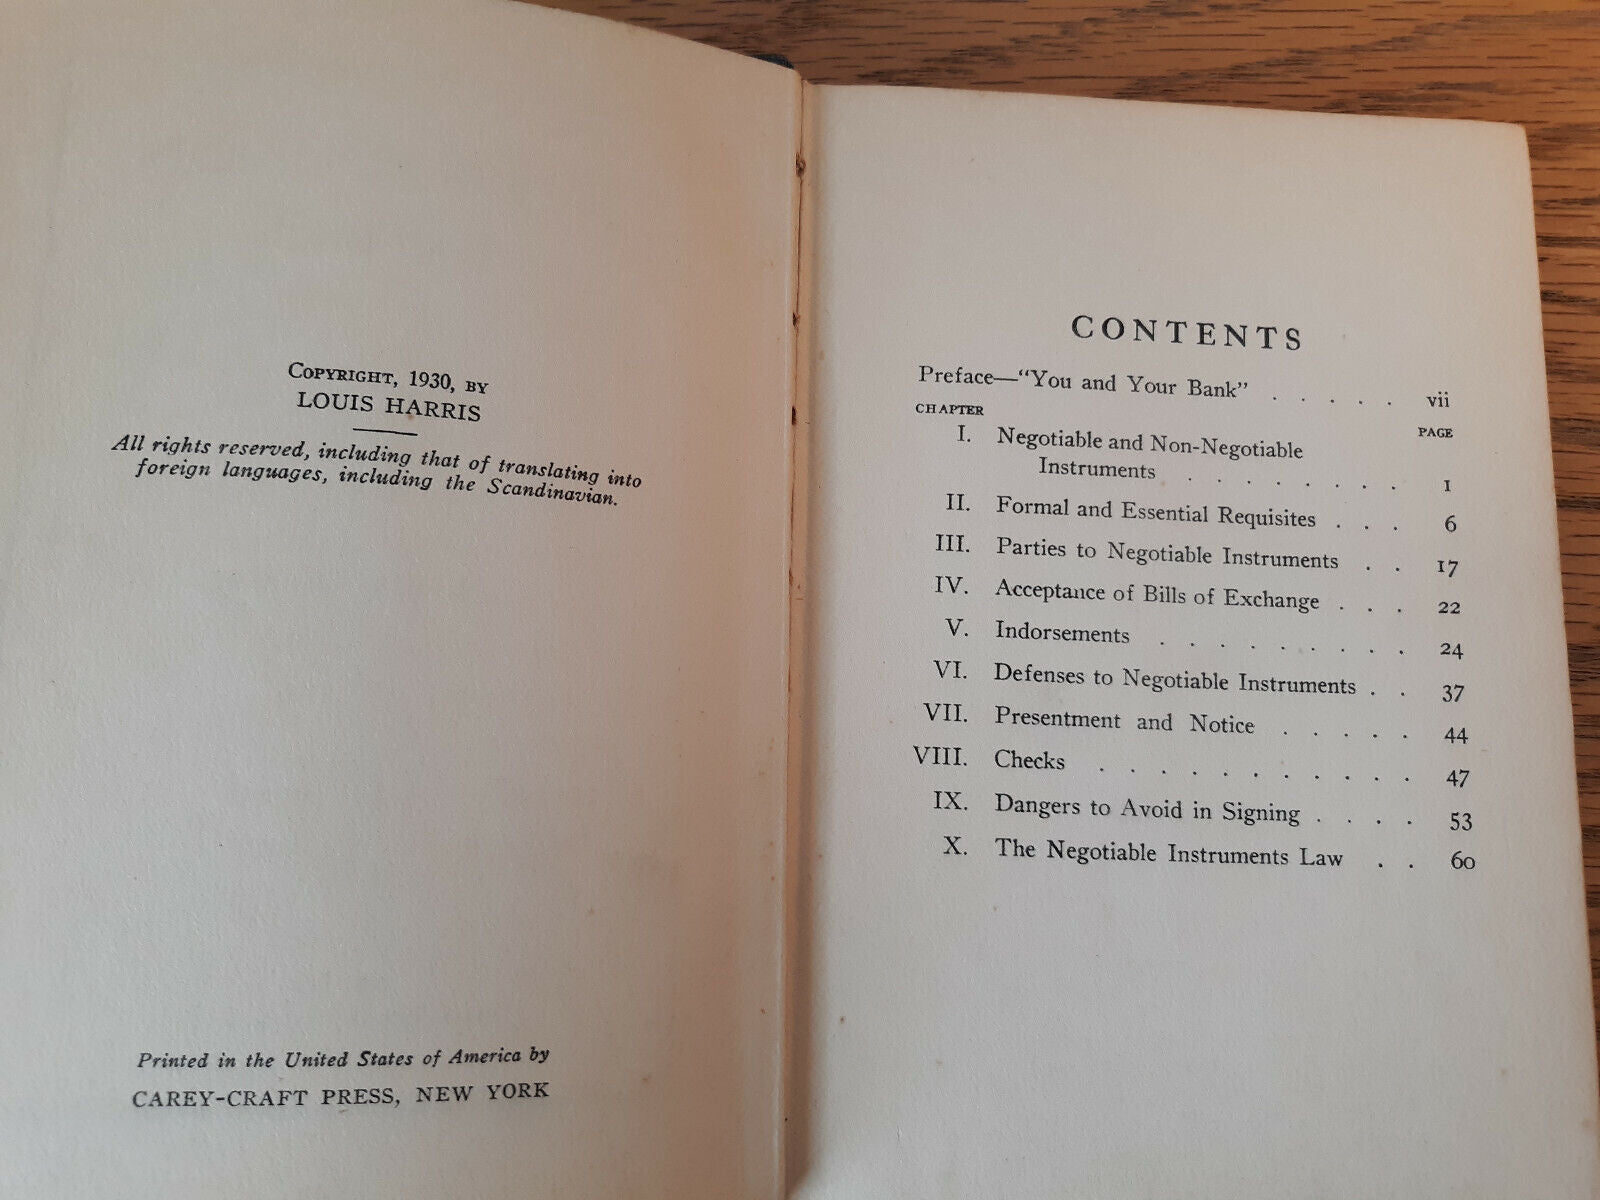 COPYRIGHT, 1930, BY
LOUIS HARRIS
All rights reserved, including that of translating into
foreign languages, including the Scandinavian.
Printed in the United States of America by
CAREY-CRAFT PRESS, NEW YORK
CONTENTS
Preface—"You and Your Bank" . . . . . vii
CHAPTER PAGE
I. Negotiable and Non-Negotiable
Instruments . . . . . . . 1
II. Formal and Essential Requisites . . . 6
III. Parties to Negotiable Instruments . . 17
IV. Acceptance of Bills of Exchange . . . 22
V. Indorsements . . . . . . . . . 24
VI. Defenses to Negotiable Instruments . . 37
VII. Presentment and Notice . . . . . 44
VIII. Checks . . . . . . . . . . . 47
IX. Dangers to Avoid in Signing . . . . 53
X. The Negotiable Instruments Law . . 60